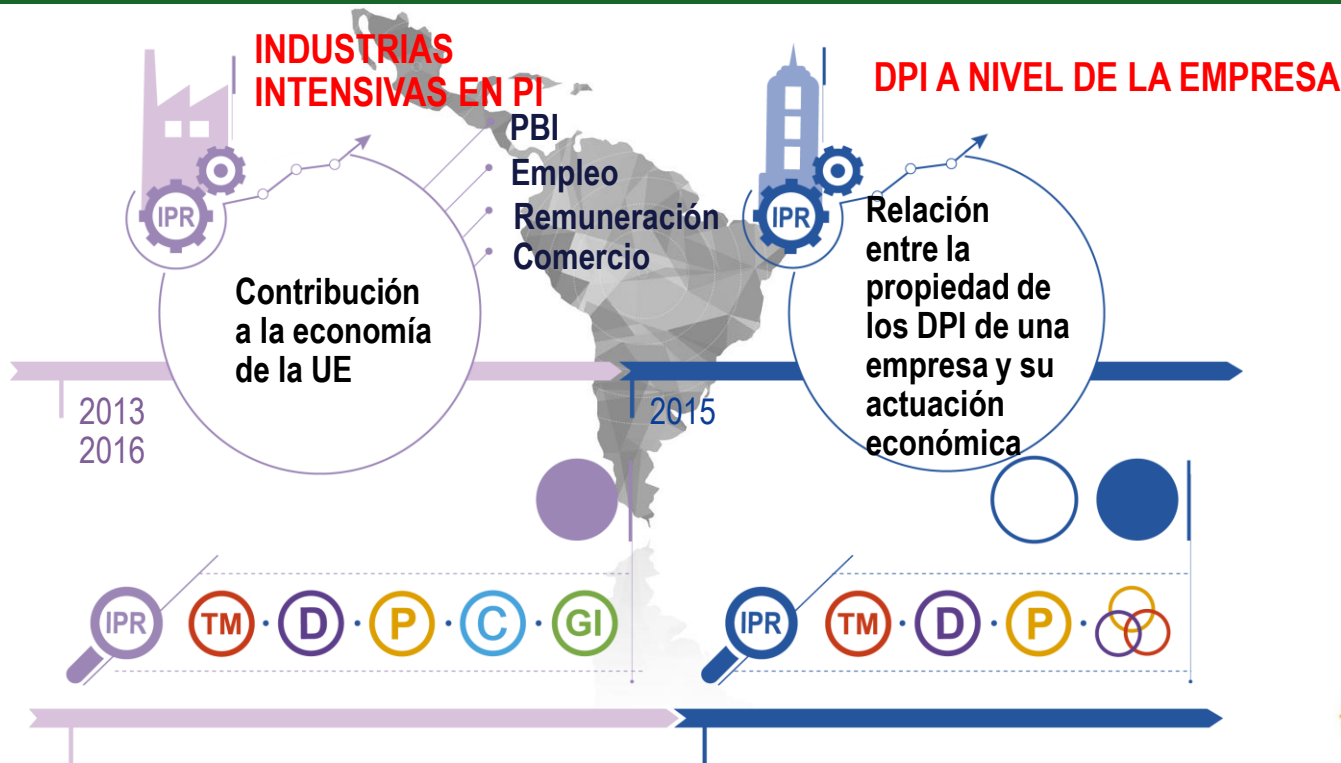 INDUSTRIAS
INTENSIVAS EN PI
PBI
Empleo
Remuneración
Comercio
IPR
Contribución
a la economía
de la UE
2013
2016
DPI A NIVEL DE LA EMPRESA
IPR
Relación
entre la
propiedad de
los DPI de una
empresa y su
actuación
económica
2015
IPR TM · D · P · C · GI
IPR TM · D · P ·